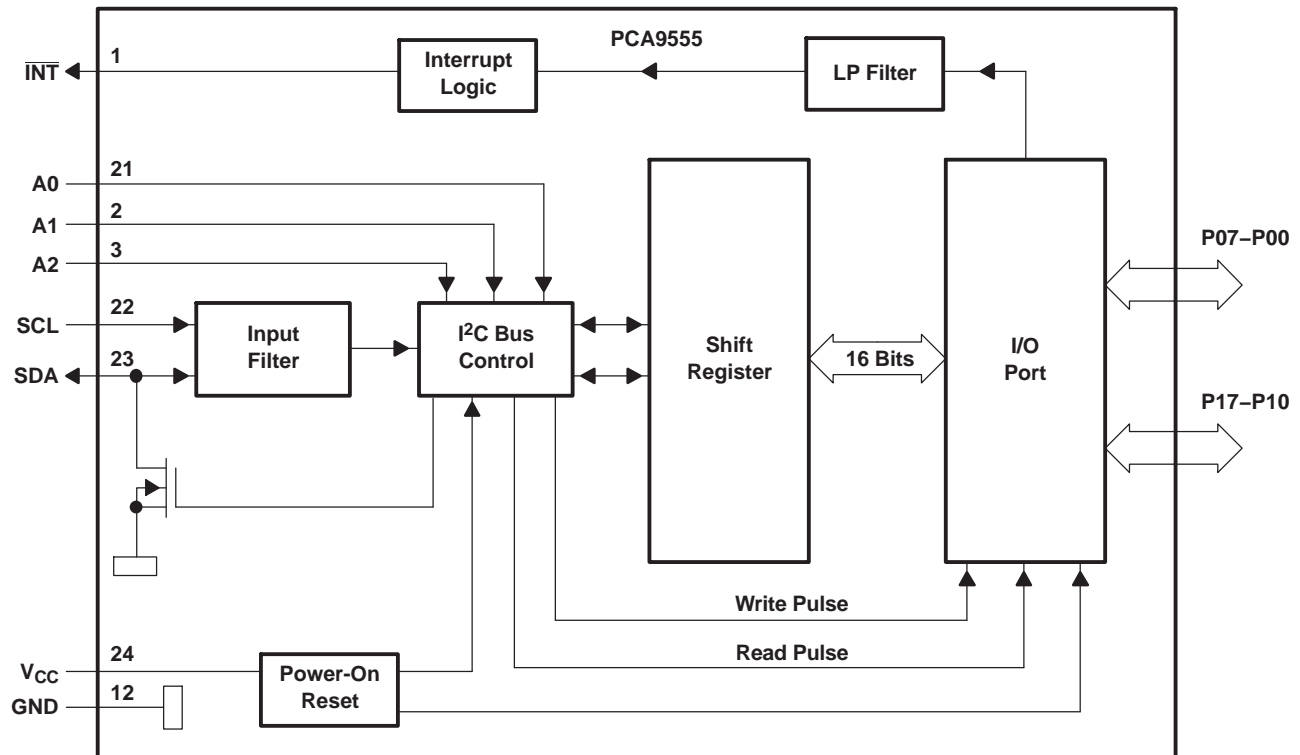 PCA9555
1
INT
Interrupt
Logic
LP Filter
21
A0
2
A1
3
A2
22
SCL
23
SDA
Input
Filter
I²C Bus
Control
Shift
Register
16 Bits
I/O
Port
P07–P00
P17–P10
Write Pulse
Read Pulse
24
VCC
12
GND
Power-On
Reset